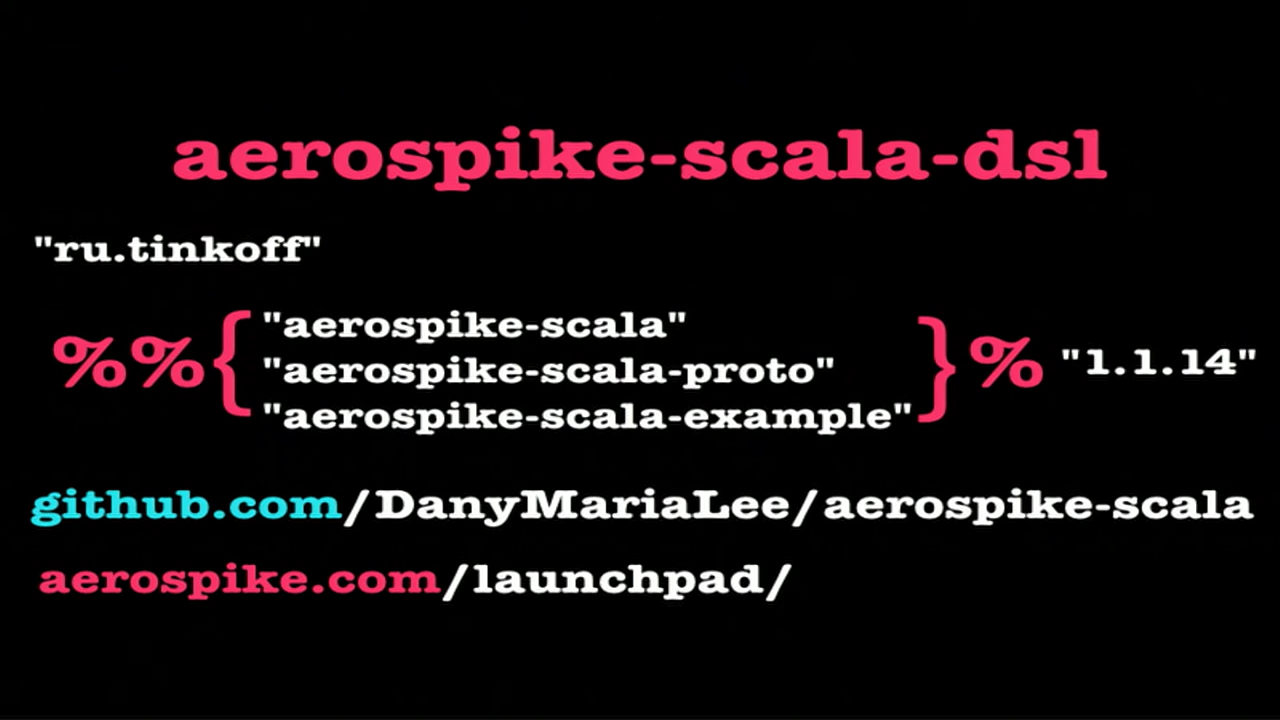 aerospike-scala-dsl
"ru.tinkoff"
"aerospike-scala"
%%{ "aerospike-scala-proto" }% "1.1.14"
"aerospike-scala-example"
github.com/DanyMariaLee/aerospike-scala
aerospike.com/launchpad/